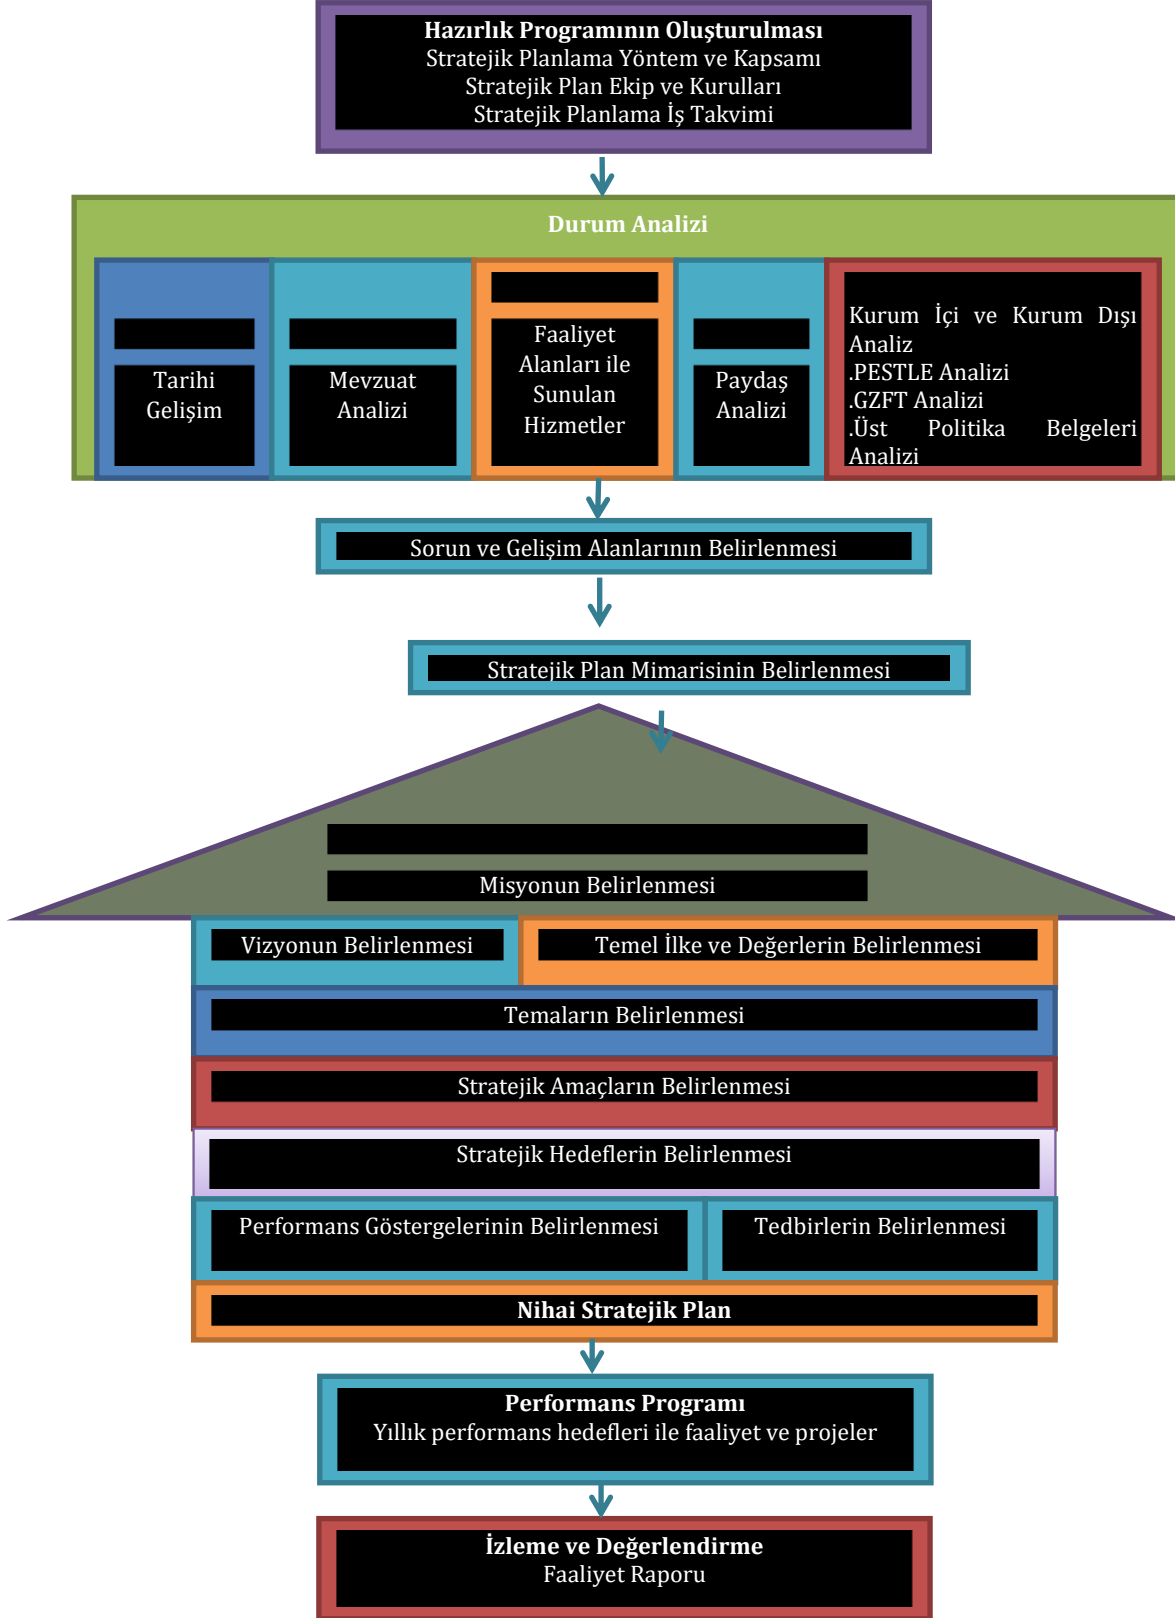 Hazırlık Programının Oluşturulması
Stratejik Planlama Yöntem ve Kapsamı
Stratejik Plan Ekip ve Kurulları
Stratejik Planlama İş Takvimi
Durum Analizi
Tarihi
Gelişim
Mevzuat
Analizi
Faaliyet
Alanları ile
Sunulan
Hizmetler
Paydaş
Analizi
Kurum İçi ve Kurum Dışı
Analiz
.PESTLE Analizi
.GZFT Analizi
.Üst Politika Belgeleri
Analizi
Sorun ve Gelişim Alanlarının Belirlenmesi
Stratejik Plan Mimarisinin Belirlenmesi
Misyonun Belirlenmesi
Vizyonun Belirlenmesi
Temel İlke ve Değerlerin Belirlenmesi
Temaların Belirlenmesi
Stratejik Amaçların Belirlenmesi
Stratejik Hedeflerin Belirlenmesi
Performans Göstergelerinin Belirlenmesi
Tedbirlerin Belirlenmesi
Nihai Stratejik Plan
Performans Programı
Yıllık performans hedefleri ile faaliyet ve projeler
İzleme ve Değerlendirme
Faaliyet Raporu